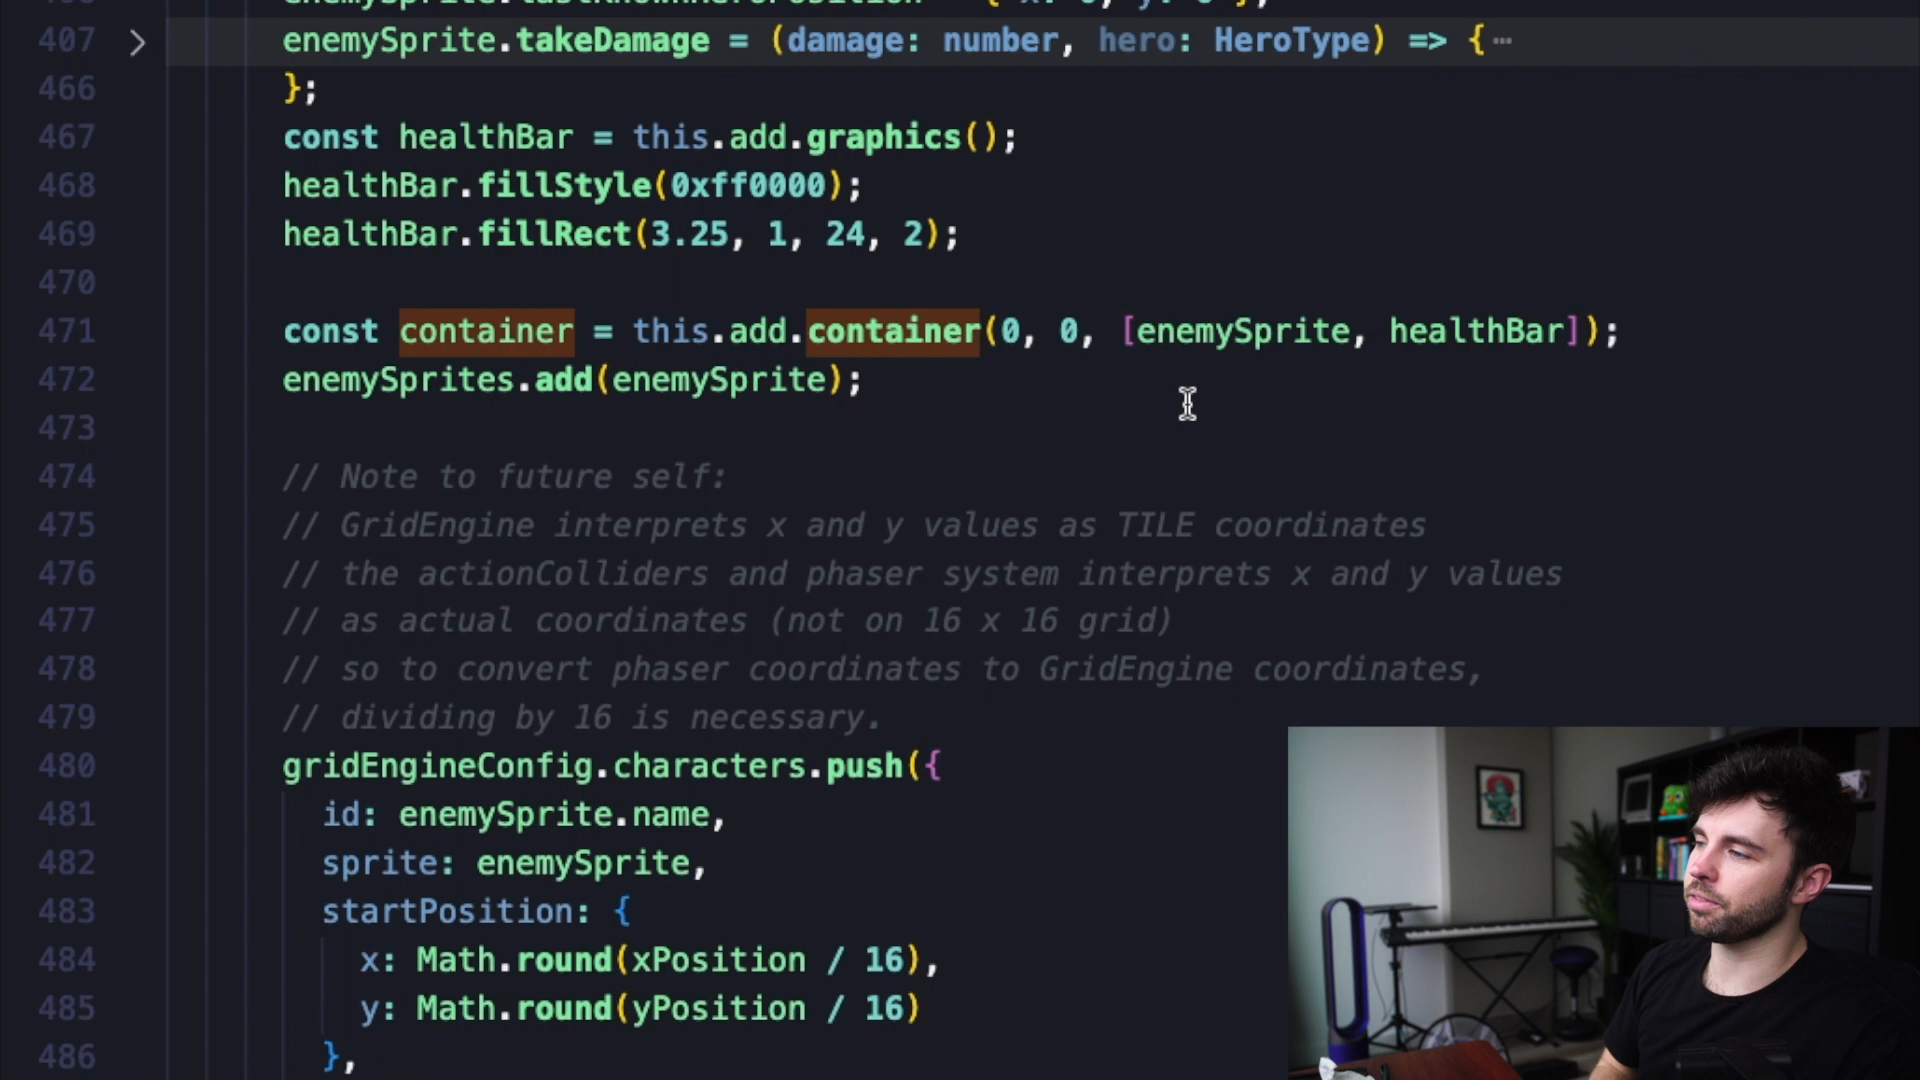 407 enemySprite.takeDamage = (damage: number, hero: HeroType) => {
466 };
467 const healthBar = this.add.graphics();
468 healthBar.fillStyle(0xff0000);
469 healthBar.fillRect(3.25, 1, 24, 2);
470
471 const container = this.add.container(0, 0, [enemySprite, healthBar]);
472 enemySprites.add(enemySprite);
473
474 // Note to future self:
475 // GridEngine interprets x and y values as TILE coordinates
476 // the actionColliders and phaser system interprets x and y values
477 // as actual coordinates (not on 16 x 16 grid)
478 // so to convert phaser coordinates to GridEngine coordinates,
479 // dividing by 16 is necessary.
480 gridEngineConfig.characters.push({
481 id: enemySprite.name,
482 sprite: enemySprite,
483 startPosition: {
484 x: Math.round(xPosition / 16),
485 y: Math.round(yPosition / 16)
486 },